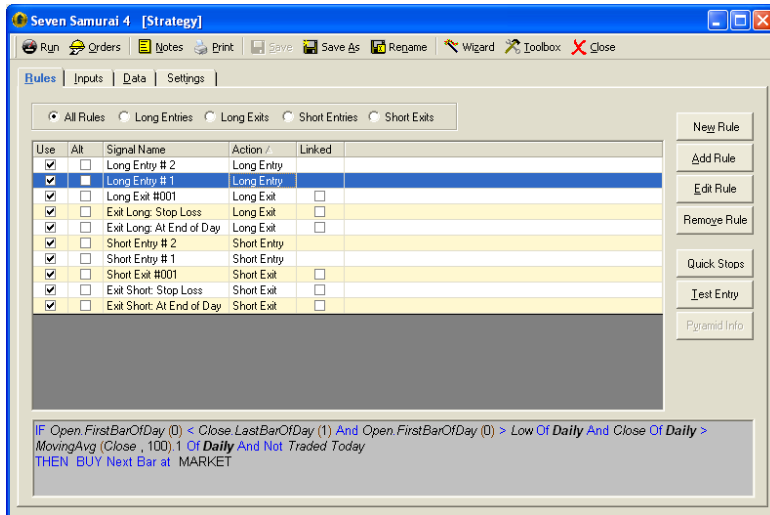 Seven Samurai 4 [Strategy]
Run Orders Notes Print Save Save As Rename Wizard Toolbox Close
Rules Inputs Data Settings
All Rules Long Entries Long Exits Short Entries Short Exits
New Rule
Add Rule
Edit Rule
Remove Rule
Quick Stops
Test Entry
Pyramid Info
Use Alt Signal Name Action Linked
Long Entry # 2 Long Entry
Long Entry # 1 Long Entry
Long Exit #001 Long Exit
Exit Long: Stop Loss Long Exit
Exit Long: At End of Day Long Exit
Short Entry # 2 Short Entry
Short Entry # 1 Short Entry
Short Exit #001 Short Exit
Exit Short: Stop Loss Short Exit
Exit Short: At End of Day Short Exit
IF Open.FirstBarOfDay (0) < Close.LastBarOfDay (1) And Open.FirstBarOfDay (0) > Low Of Daily And Close Of Daily >
MovingAvg (Close , 100).1 Of Daily And Not Traded Today
THEN BUY Next Bar at MARKET